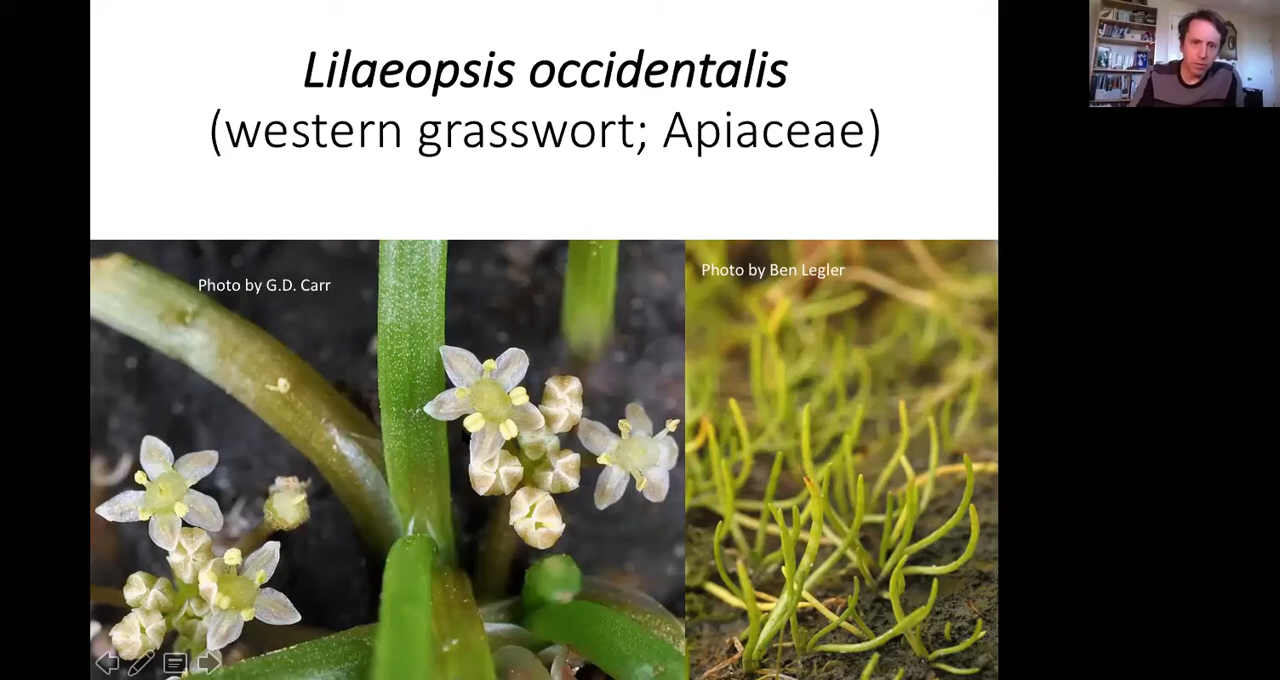 Lilaeopsis occidentalis
(western grasswort; Apiaceae)
Photo by G.D. Carr
Photo by Ben Legler